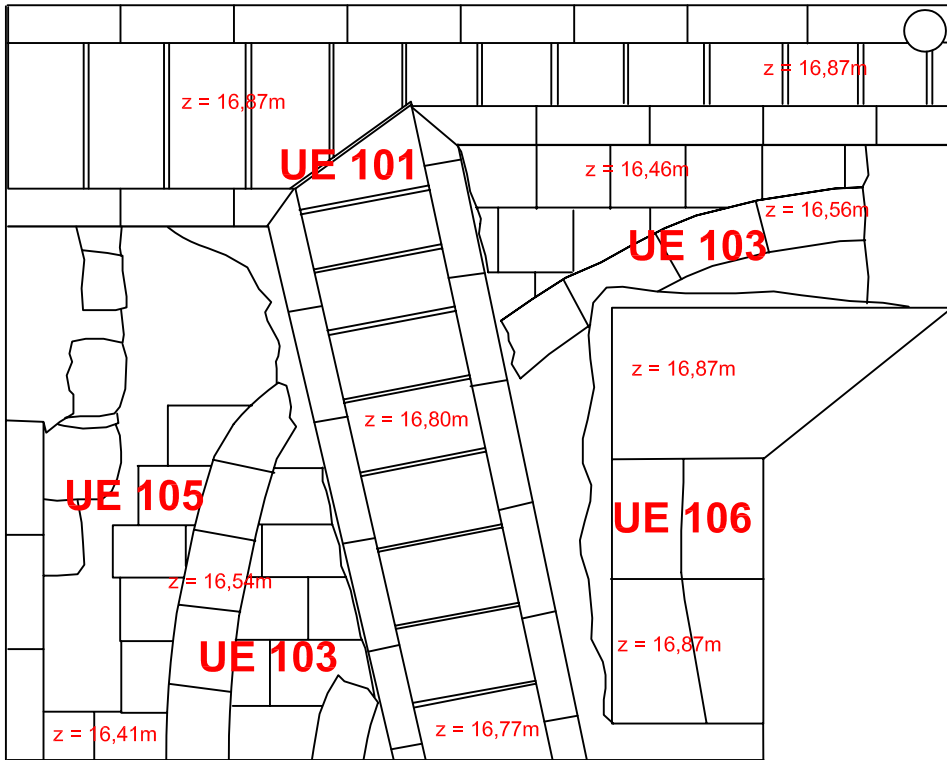 z = 16,87m
z = 16,87m
UE 101
z = 16,46m
z = 16,56m
UE 103
z = 16,87m
z = 16,80m
UE 105
UE 106
z = 16,54m
UE 103
z = 16,87m
z = 16,41m
z = 16,77m